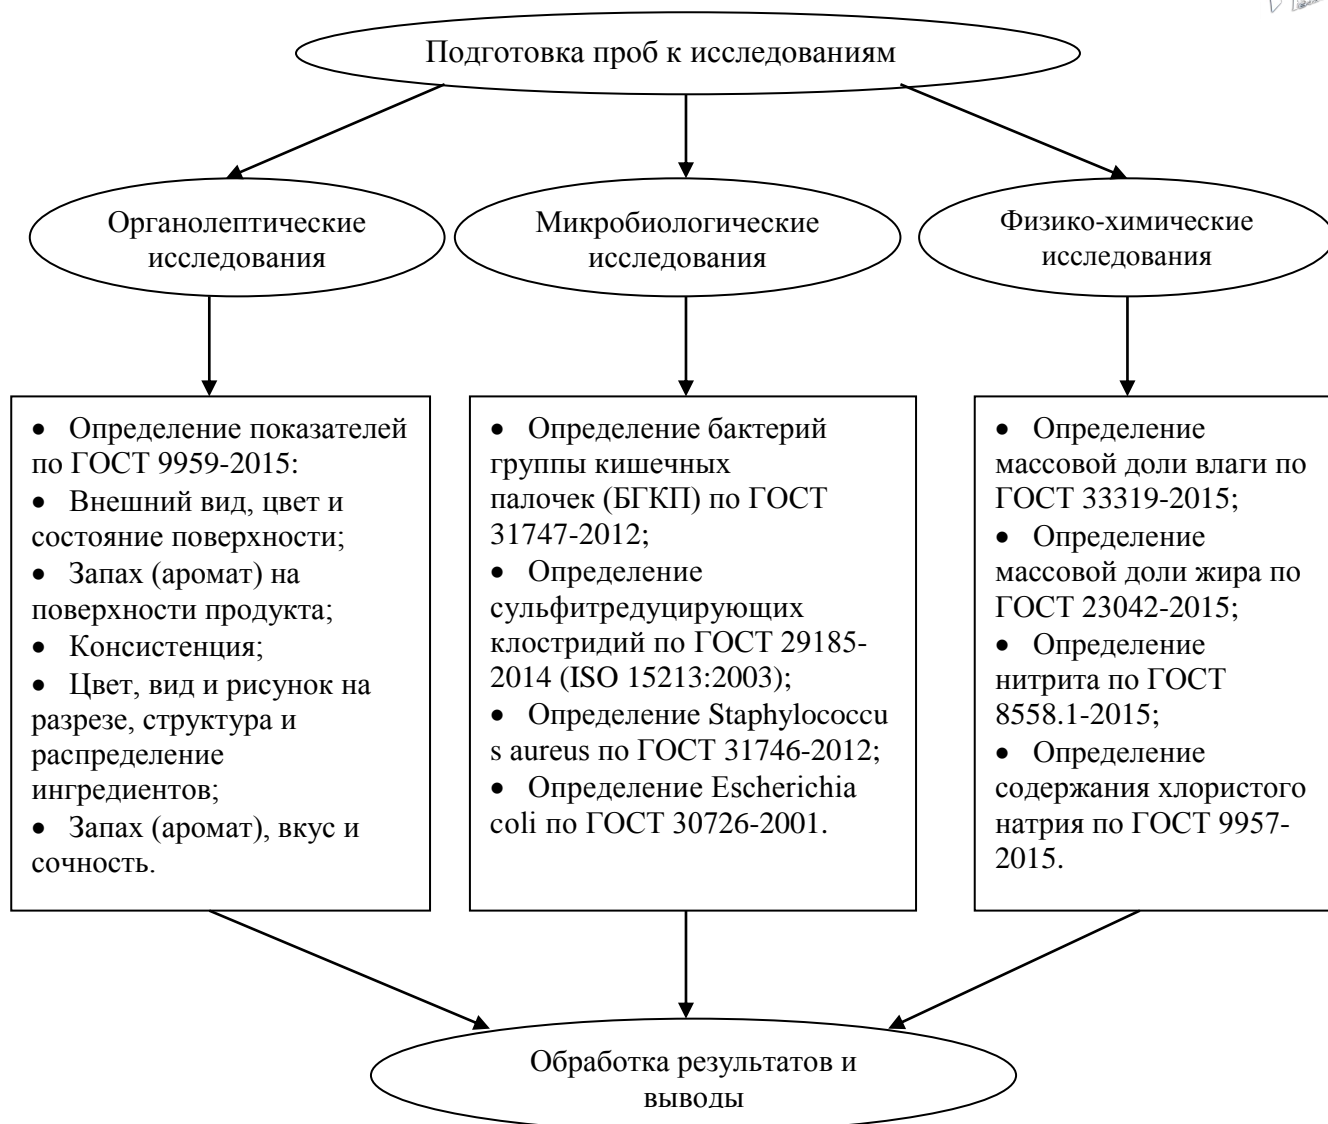 Подготовка проб к исследованиям
Органолептические
исследования
Микробиологические
исследования
Физико-химические
исследования
• Определение показателей
по ГОСТ 9959-2015:
• Внешний вид, цвет и
состояние поверхности;
• Запах (аромат) на
поверхности продукта;
• Консистенция;
• Цвет, вид и рисунок на
разрезе, структура и
распределение
ингредиентов;
• Запах (аромат), вкус и
сочность.
• Определение бактерий
группы кишечных
палочек (БГКП) по ГОСТ
31747-2012;
• Определение
сульфитредуцирующих
клостридий по ГОСТ 29185-
2014 (ISO 15213:2003);
• Определение Staphylococcu
s aureus по ГОСТ 31746-2012;
• Определение Escherichia
coli по ГОСТ 30726-2001.
• Определение
массовой доли влаги по
ГОСТ 33319-2015;
• Определение
массовой доли жира по
ГОСТ 23042-2015;
• Определение
нитрита по ГОСТ
8558.1-2015;
• Определение
содержания хлористого
натрия по ГОСТ 9957-
2015.
Обработка результатов и
выводы